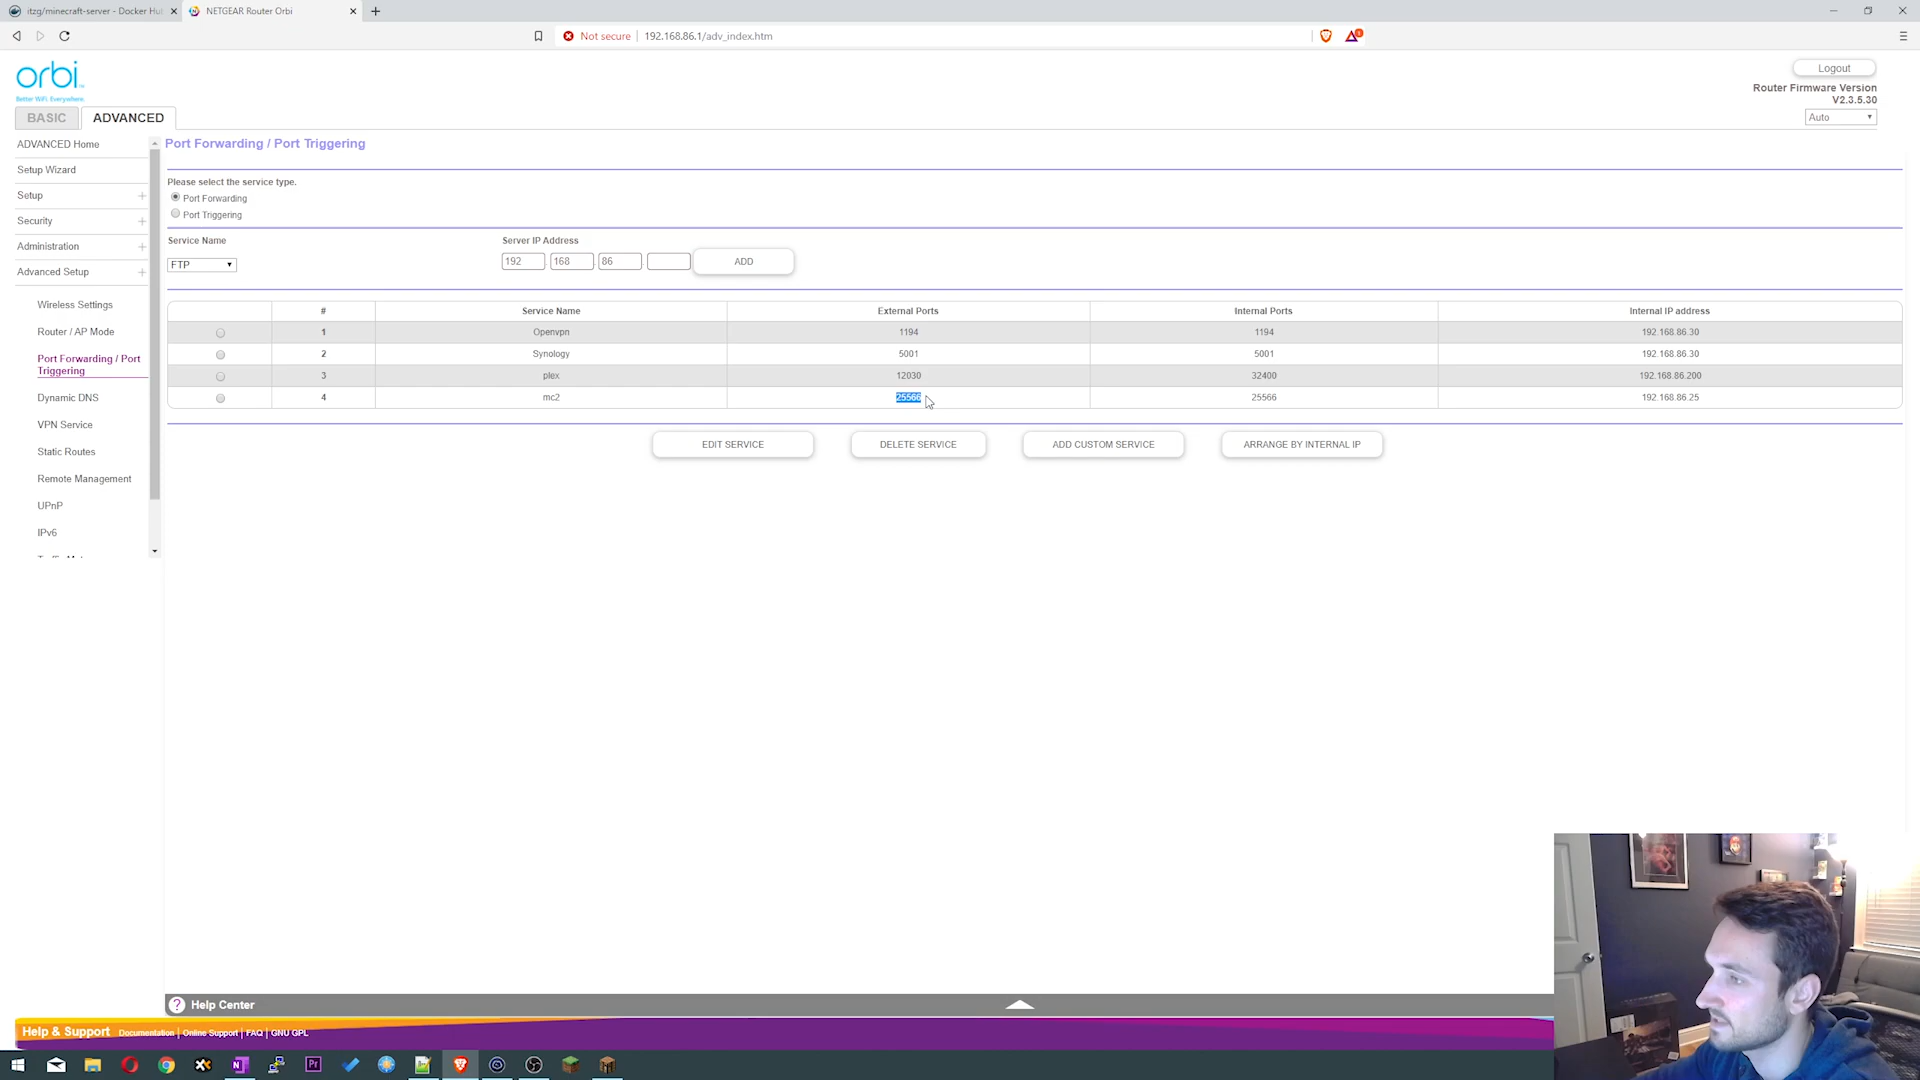 itzg/minecraft-server - Docker Hu
NETGEAR Router Orbi
Not secure
192.168.86.1/adv_index.htm
orbi
Better WiFi. Everywhere.
Logout
Router Firmware Version
V2.3.5.30
Auto
BASIC
ADVANCED
ADVANCED Home
Setup Wizard
Setup
Security
Administration
Advanced Setup
Wireless Settings
Router / AP Mode
Port Forwarding / Port
Triggering
Dynamic DNS
VPN Service
Static Routes
Remote Management
UPnP
IPv6
Port Forwarding / Port Triggering
Please select the service type.
Port Forwarding
Port Triggering
Service Name
Server IP Address
FTP
192 . 168 . 86 .
ADD
# Service Name External Ports Internal Ports Internal IP address
1 Openvpn 1194 1194 192.168.86.30
2 Synology 5001 5001 192.168.86.30
3 plex 12030 32400 192.168.86.200
4 mc2 25566 25566 192.168.86.25
EDIT SERVICE
DELETE SERVICE
ADD CUSTOM SERVICE
ARRANGE BY INTERNAL IP
? Help Center
Help & Support Documentation | Online Support | FAQ | GNU GPL
N
Pr